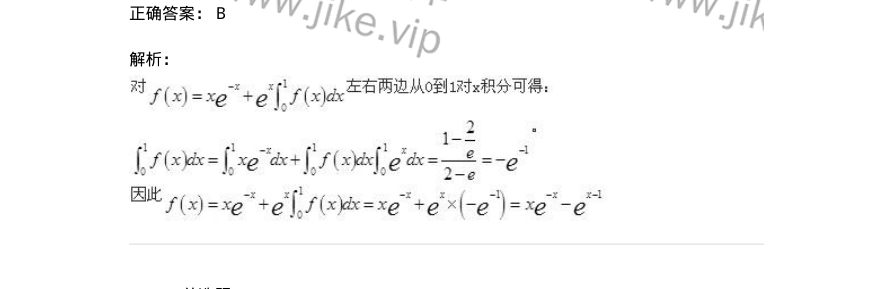 正确答案： B
www.jike.vip
www.jik
解析：
对 f(x)=xe^{-x}+e^x∫_0^1 f(x)dx 左右两边从0到1对x积分可得：
∫_0^1 f(x)dx=∫_0^1 xe^{-x}dx+∫_0^1 f(x)dx∫_0^1 e^x dx=(1-2/e)/(2-e)=-e^{-1}。
因此 f(x)=xe^{-x}+e^x∫_0^1 f(x)dx=xe^{-x}+e^x×(-e^{-1})=xe^{-x}-e^{x-1}